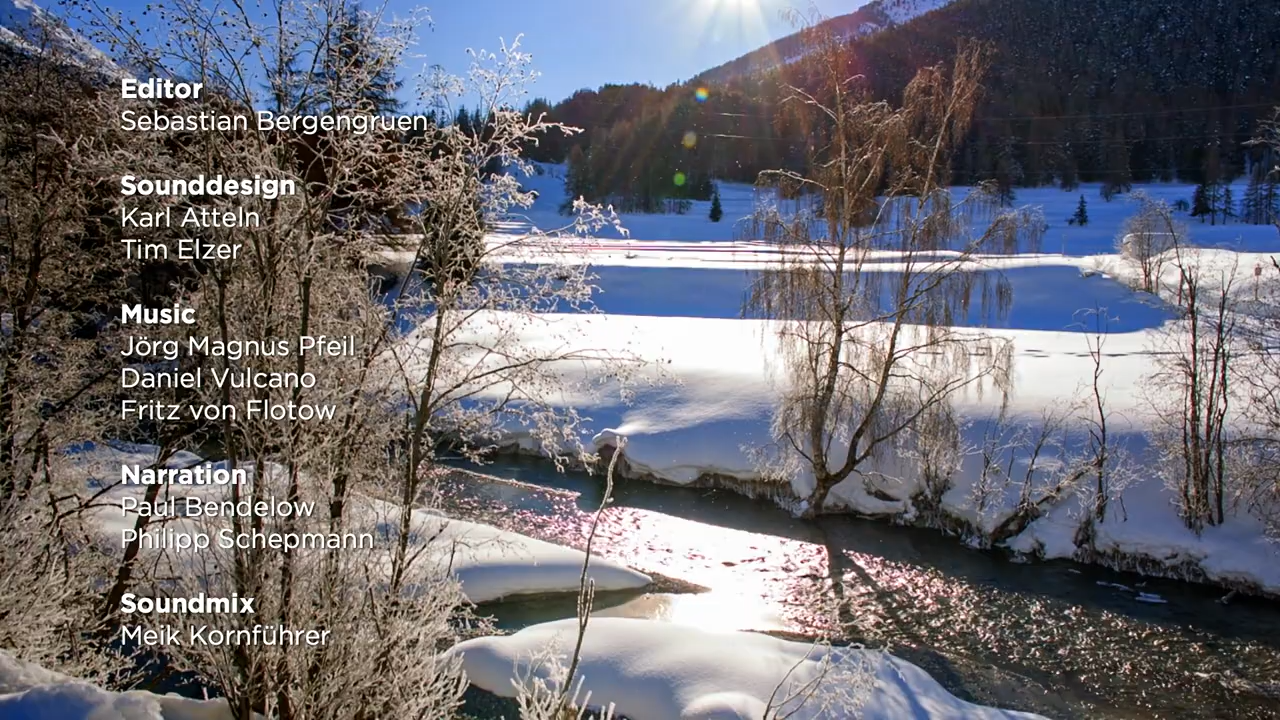 Editor
Sebastian Bergengruen
Sounddesign
Karl Atteln
Tim Elzer
Music
Jörg Magnus Pfeil
Daniel Vulcano
Fritz von Flotow
Narration
Paul Bendelow
Philipp Schepmann
Soundmix
Meik Kornführer